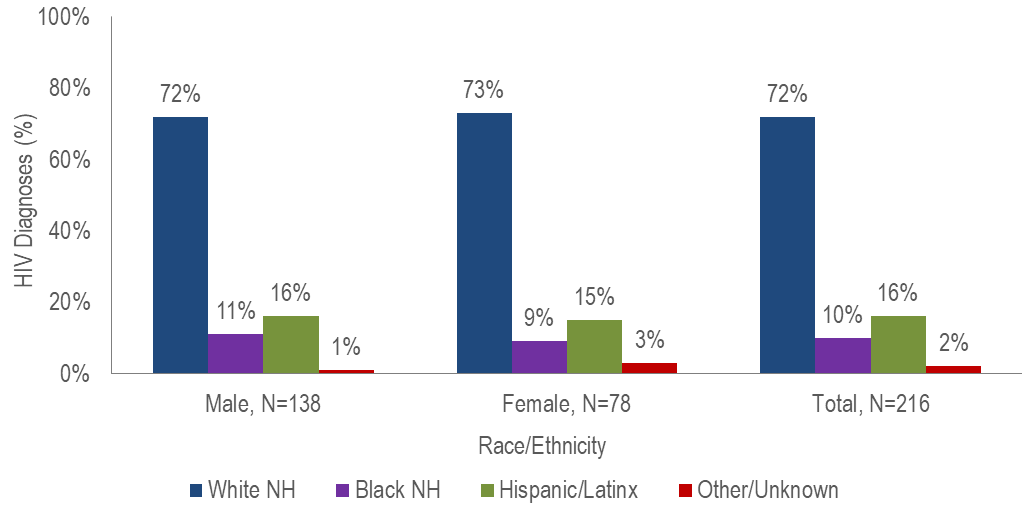 100%
80%
60%
40%
20%
0%
HIV Diagnoses (%)
72%
11%
16%
1%
73%
9%
15%
3%
72%
10%
16%
2%
Male, N=138
Female, N=78
Total, N=216
Race/Ethnicity
White NH
Black NH
Hispanic/Latinx
Other/Unknown